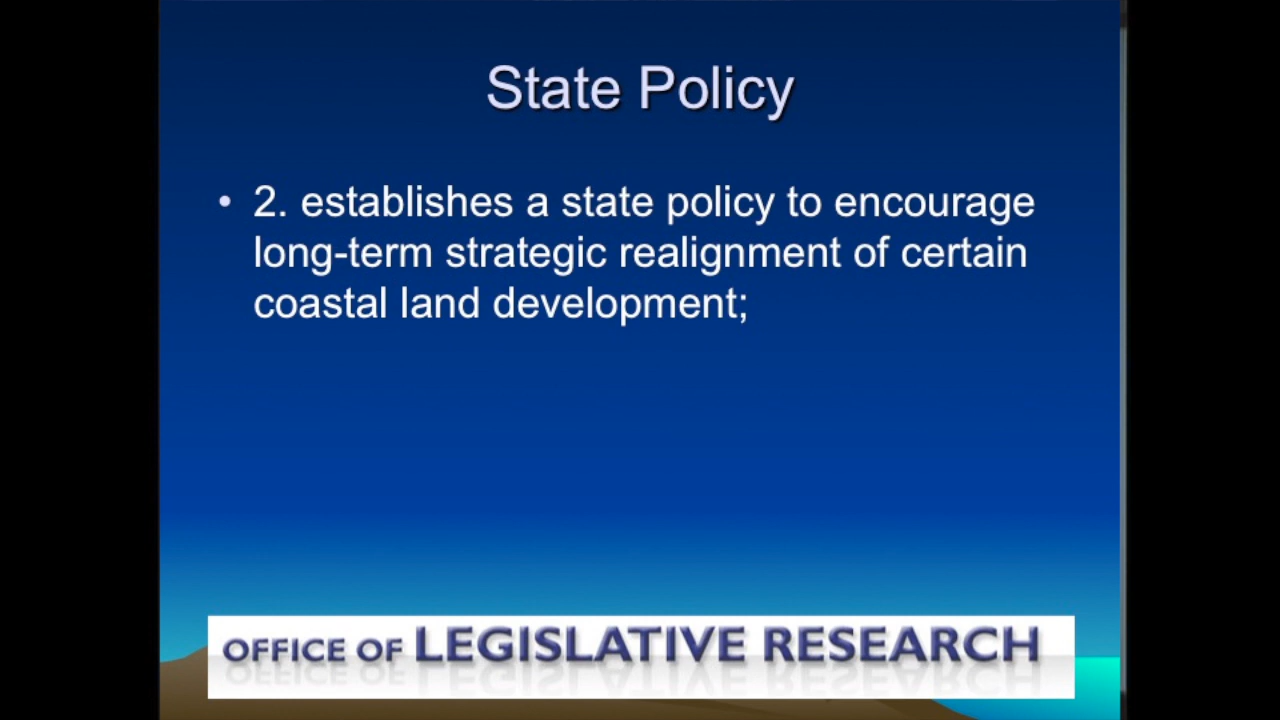 State Policy
• 2. establishes a state policy to encourage
long-term strategic realignment of certain
coastal land development;
OFFICE OF LEGISLATIVE RESEARCH